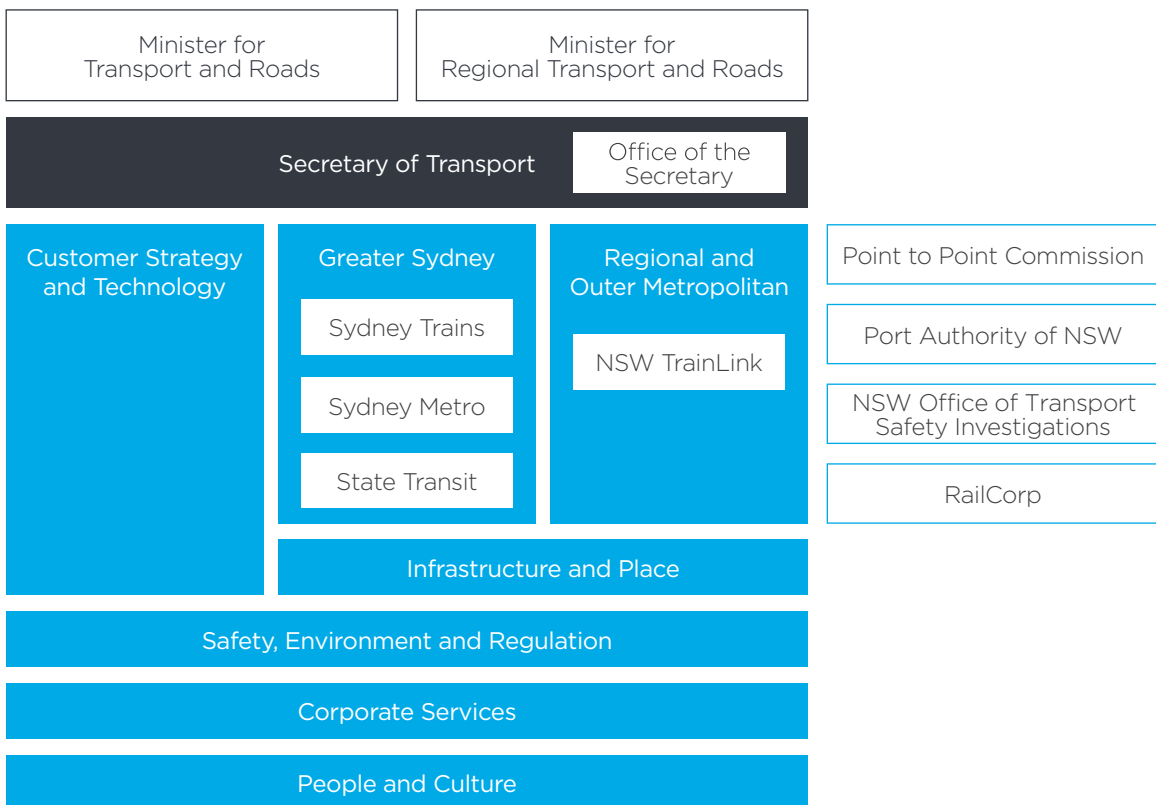 Minister for
Transport and Roads
Minister for
Regional Transport and Roads
Secretary of Transport
Office of the
Secretary
Customer Strategy
and Technology
Greater Sydney
Sydney Trains
Sydney Metro
State Transit
Regional and
Outer Metropolitan
NSW TrainLink
Point to Point Commission
Port Authority of NSW
NSW Office of Transport
Safety Investigations
RailCorp
Infrastructure and Place
Safety, Environment and Regulation
Corporate Services
People and Culture